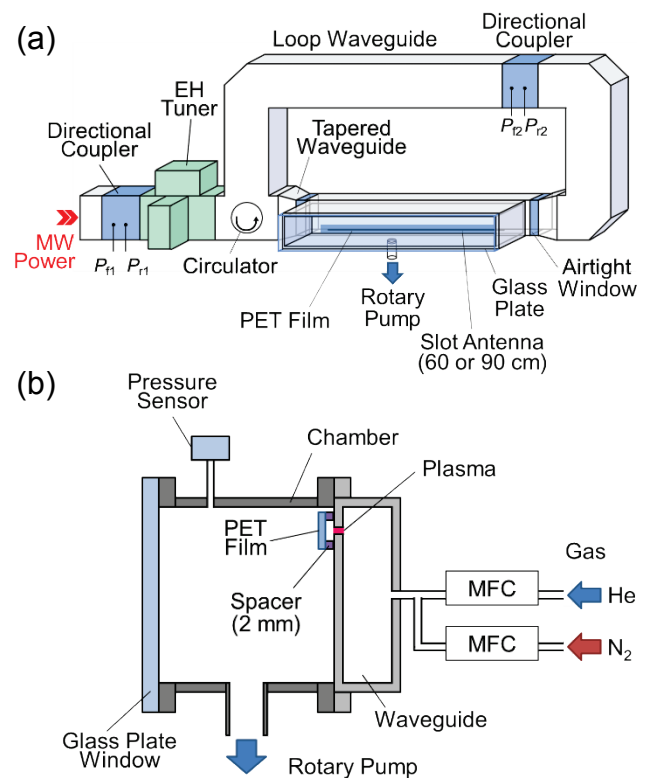 (a)
Loop Waveguide
Directional
Coupler
EH
Tuner
Directional
Coupler
Tapered
Waveguide
Pf2 Pr2
MW
Power
Pf1 Pr1
Circulator
Rotary
Pump
PET Film
Glass
Plate
Airtight
Window
Slot Antenna
(60 or 90 cm)
(b)
Pressure
Sensor
Chamber
Plasma
PET
Film
Gas
Spacer
(2 mm)
MFC
He
MFC
N2
Waveguide
Glass Plate
Window
Rotary Pump